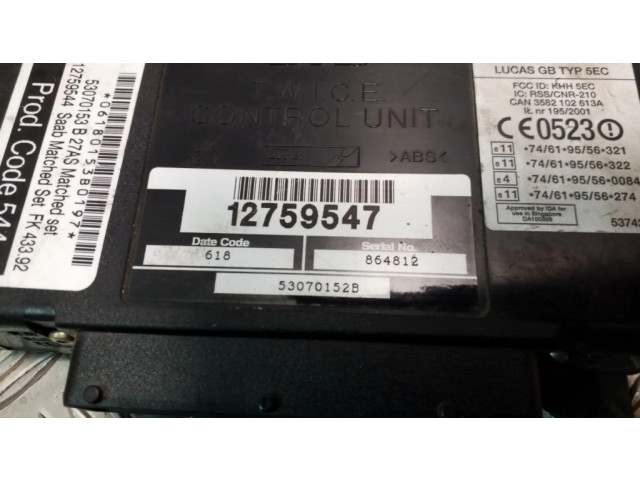 T.W.I.C.E.
CONTROL UNIT
>ABS<
12759547
Date Code
618
Serial No.
864812
53070152B
*06180153B0197*
53070153 B 27AS Matched set
12759544 Saab Matched Set FK 433.92
Prod. Code 544
LUCAS GB TYP 5EC
FCC ID: KHH 5EC
IC: RSS/CNR-210
CAN 3582 102 613A
Nr 195/2001
CE0523
e11 *74/61*95/56*321
e11 *74/61*95/56*322
e4 *74/61*95/56*0084
e11 *74/61*95/56*274
Approved by IDA for
use in Singapore
DA100999